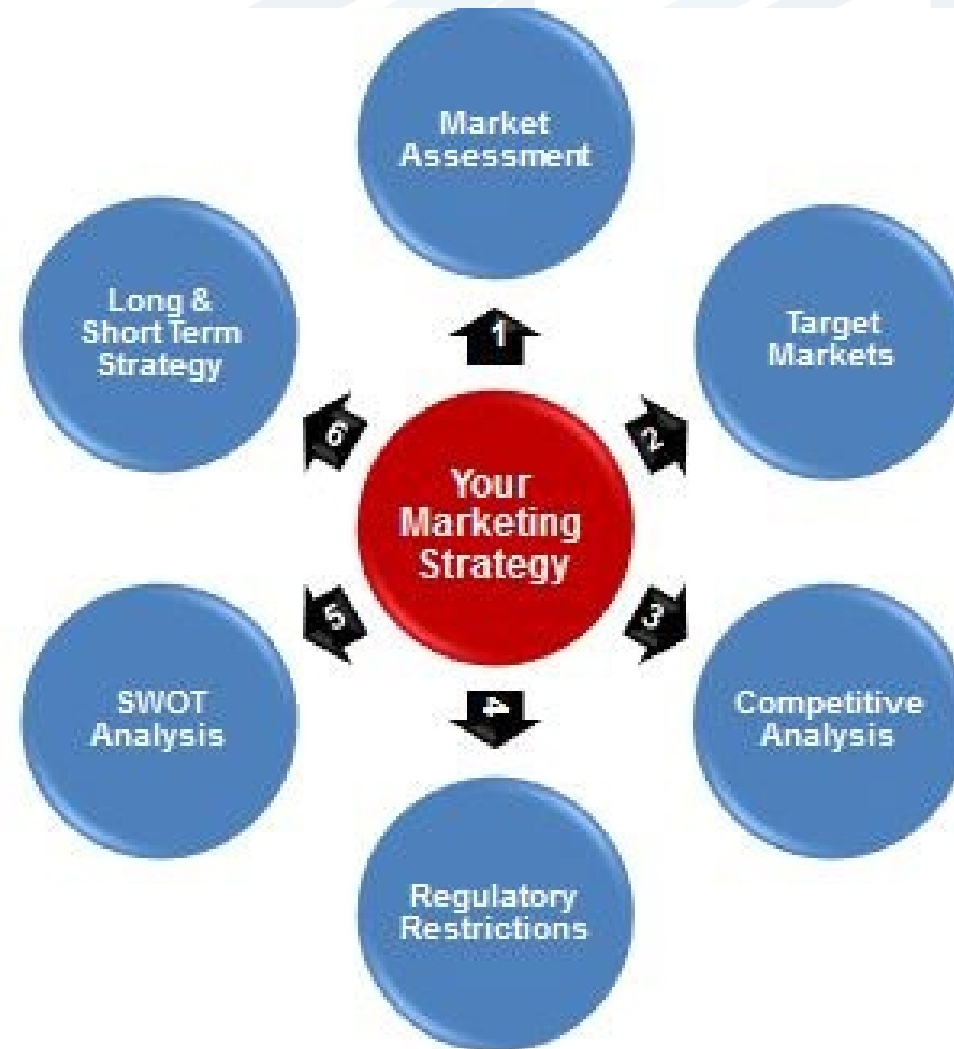 Market
Assessment
1
Target
Markets
2
Competitive
Analysis
3
Regulatory
Restrictions
4
SWOT
Analysis
5
Long &
Short Term
Strategy
6
Your
Marketing
Strategy